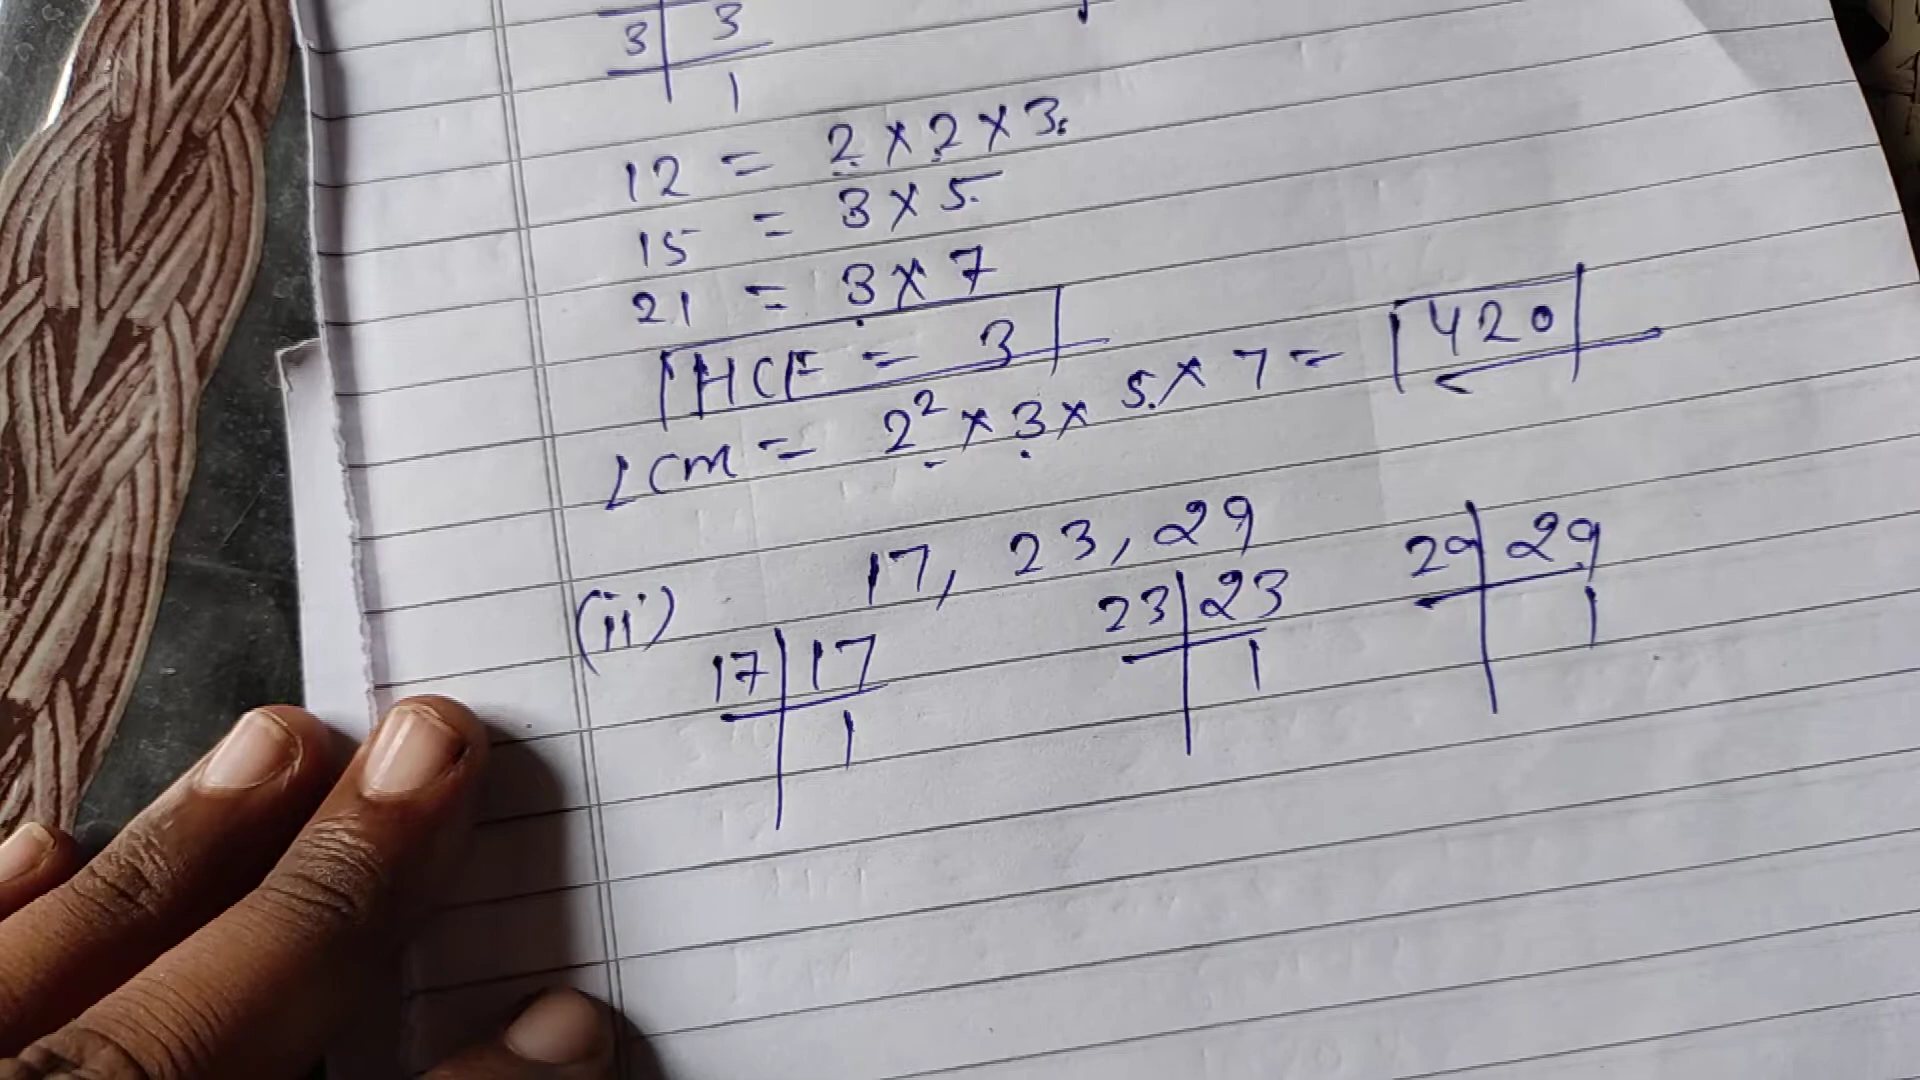 3 | 3
1
12 = 2 × 2 × 3
15 = 3 × 5
21 = 3 × 7
HCF = 3
LCM = 2² × 3 × 5 × 7 = 420
(ii) 17, 23, 29
17 | 17 23 | 23 29 | 29
1 1 1